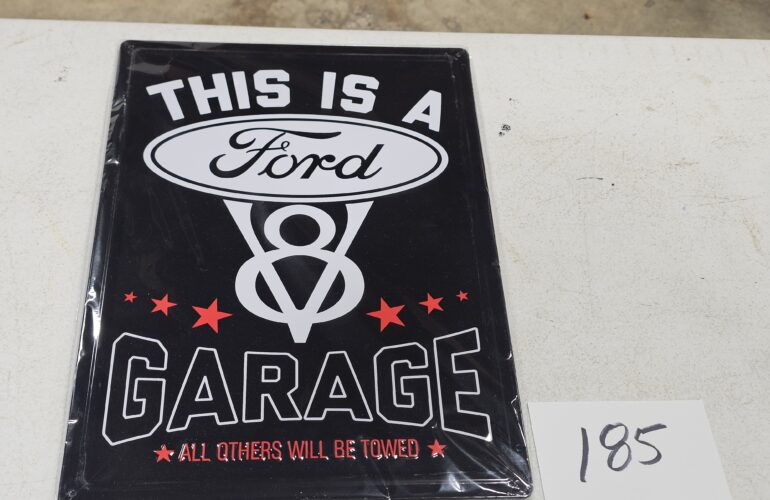 THIS IS A
Ford
V8
GARAGE
★ ALL OTHERS WILL BE TOWED ★
185